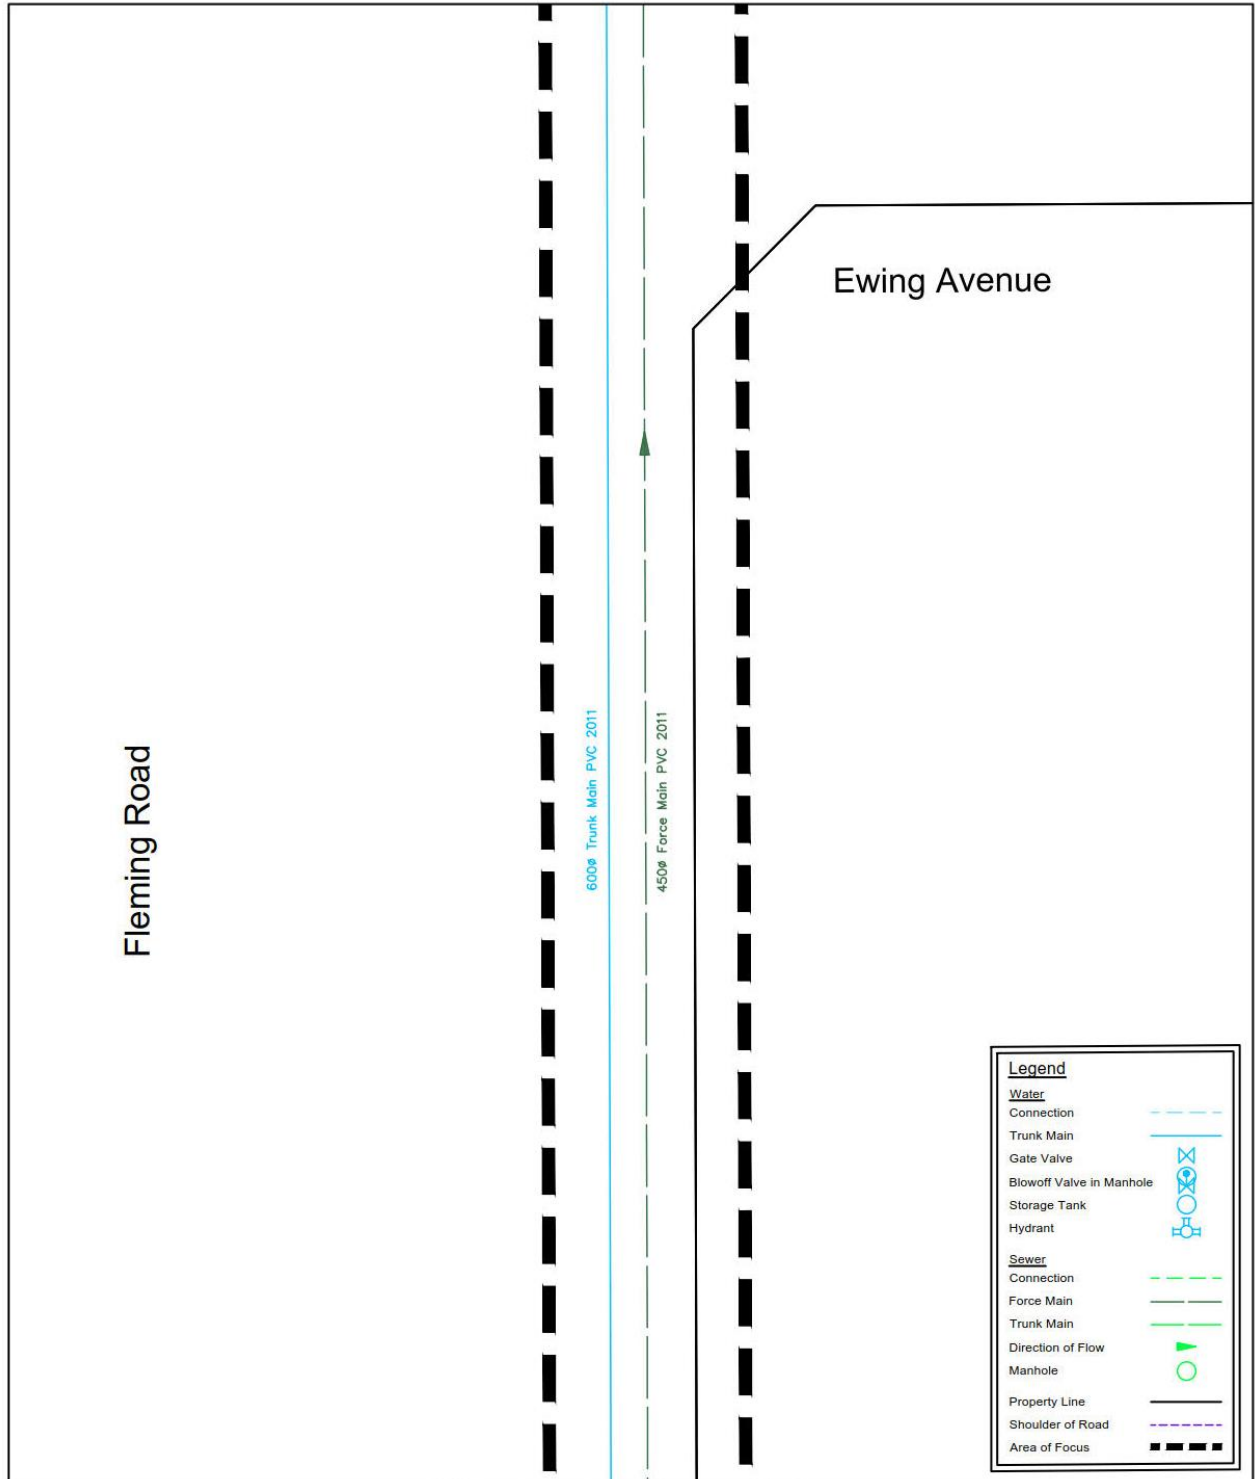 Ewing Avenue
Fleming Road
600ø Trunk Main PVC 2011
450ø Force Main PVC 2011
Legend
Water
Connection
Trunk Main
Gate Valve
Blowoff Valve in Manhole
Storage Tank
Hydrant
Sewer
Connection
Force Main
Trunk Main
Direction of Flow
Manhole
Property Line
Shoulder of Road
Area of Focus